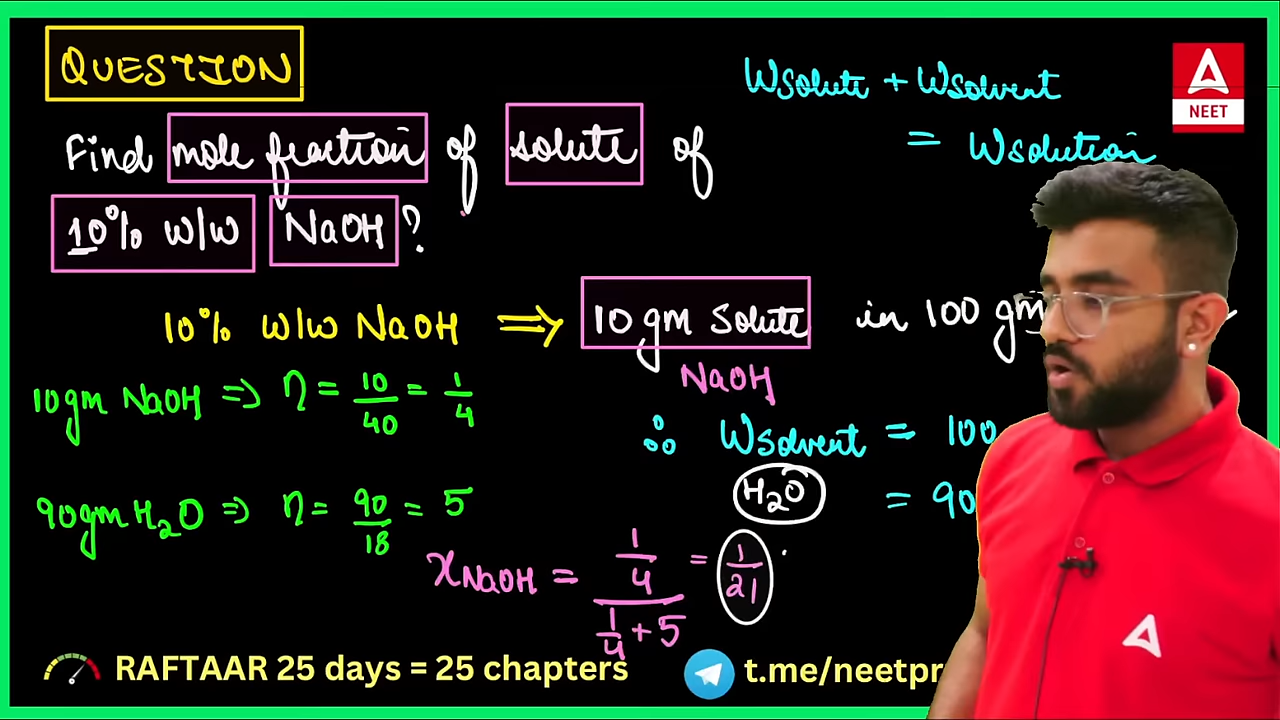 QUESTION
Find mole fraction of solute of
10% w/w NaOH?
Wsolute + Wsolvent
= Wsolution
NEET
10% w/w NaOH ⇒ 10 gm Solute in 100 gm
NaOH
10gm NaOH ⇒ η = 10/40 = 1/4
∴ Wsolvent = 100
H2O = 90
90gm H2O ⇒ η = 90/18 = 5
xNaOH = (1/4)/(1/4 + 5) = 1/21
RAFTAAR 25 days = 25 chapters
t.me/neetpr